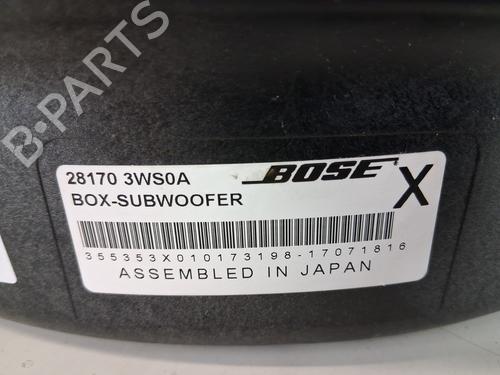 B-PARTS
28170 3WS0A
BOSE
X
BOX-SUBWOOFER
355353X010173198-17071816
ASSEMBLED IN JAPAN